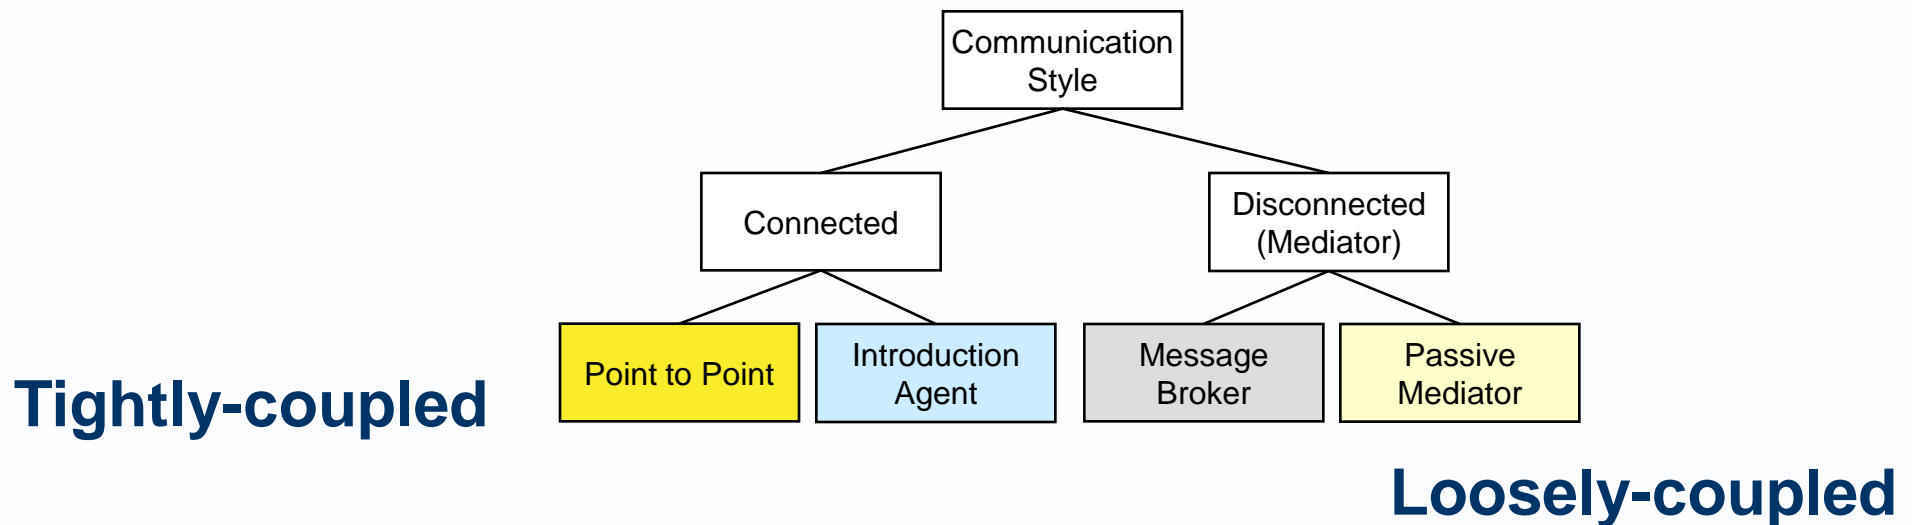 Communication
Style
Connected
Disconnected
(Mediator)
Point to Point
Introduction
Agent
Message
Broker
Passive
Mediator
Tightly-coupled
Loosely-coupled